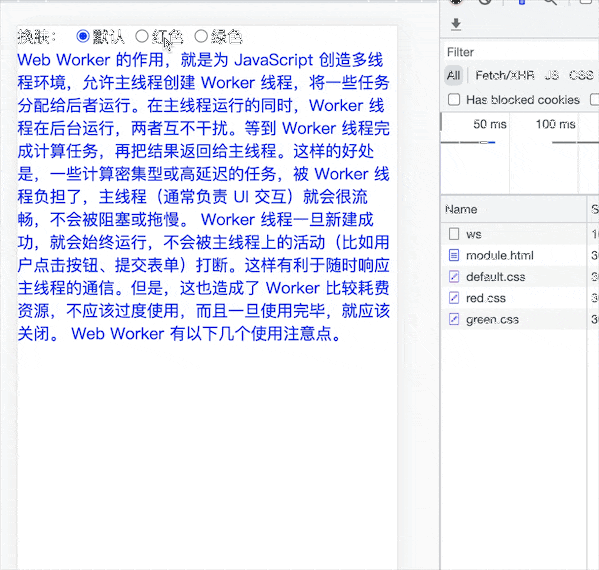 换肤： 默认 红色 绿色
Web Worker 的作用，就是为 JavaScript 创造多线
程环境，允许主线程创建 Worker 线程，将一些任务
分配给后者运行。在主线程运行的同时，Worker 线
程在后台运行，两者互不干扰。等到 Worker 线程完
成计算任务，再把结果返回给主线程。这样的好处
是，一些计算密集型或高延迟的任务，被 Worker 线
程负担了，主线程（通常负责 UI 交互）就会很流
畅，不会被阻塞或拖慢。 Worker 线程一旦新建成
功，就会始终运行，不会被主线程上的活动（比如用
户点击按钮、提交表单）打断。这样有利于随时响应
主线程的通信。但是，这也造成了 Worker 比较耗费
资源，不应该过度使用，而且一旦使用完毕，就应该
关闭。 Web Worker 有以下几个使用注意点。
Filter
All Fetch/XHR JS CSS
Has blocked cookies
50 ms 100 ms
Name S
ws
module.html 3
default.css 3
red.css 3
green.css 3